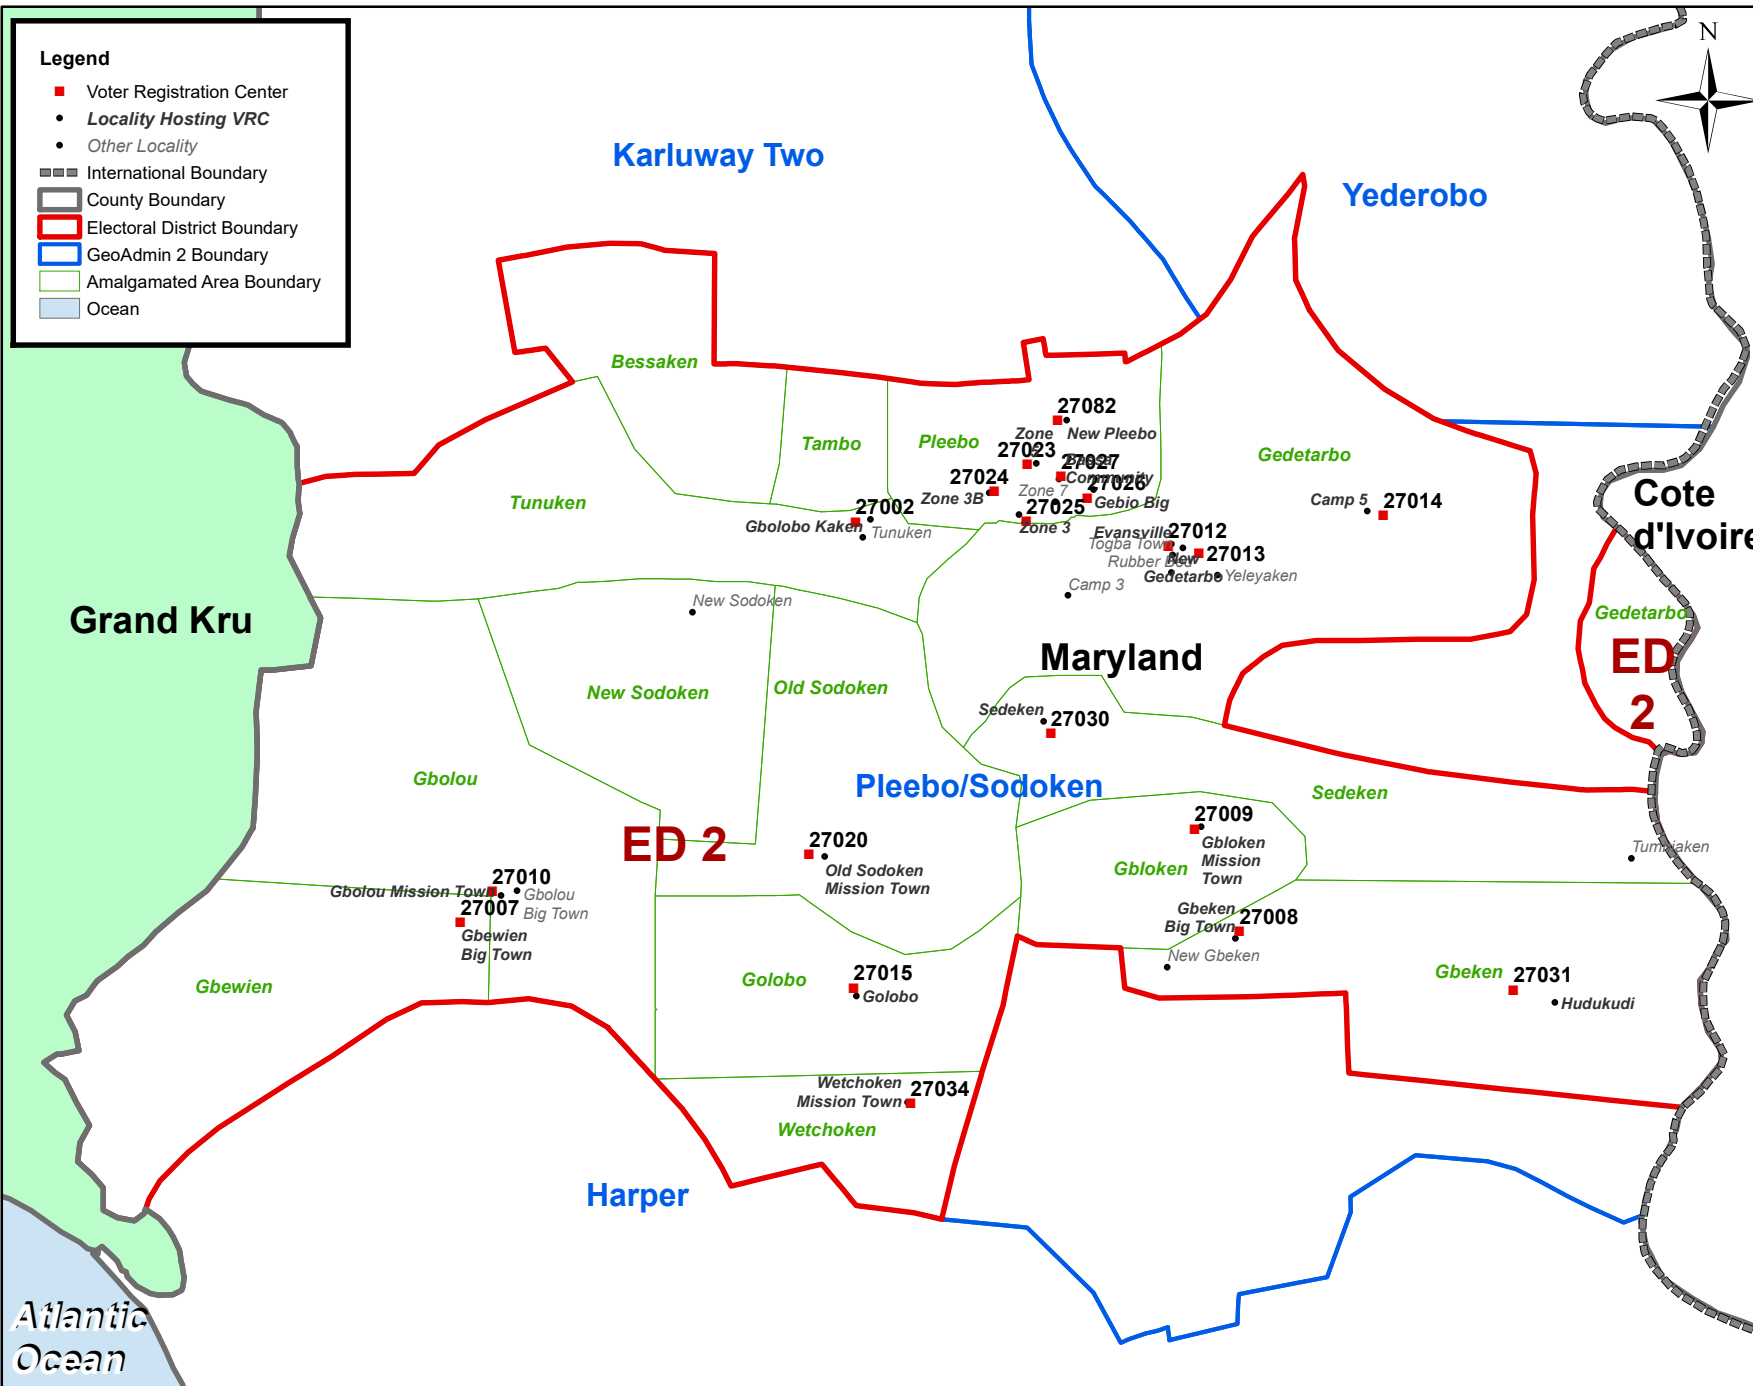 Legend
Voter Registration Center
Locality Hosting VRC
Other Locality
International Boundary
County Boundary
Electoral District Boundary
GeoAdmin 2 Boundary
Amalgamated Area Boundary
Ocean
N
Karluway Two
Yederobo
Bessaken
Tambo
Pleebo
Tunuken
27082
Zone
New Pleebo
27023
27027
Community
27024
Zone 3B
Zone 7
27026
Gebio Big
27025
Zone 3
27002
Gbolobo Kaken
Tunuken
Gedetarbo
Camp 5
27014
Evansville
27012
Togba Town
27013
Rubber
New
Gedetarbo
Yeleyaken
Camp 3
Cote
d'Ivoire
Gedetarbo
ED
2
Grand Kru
New Sodoken
New Sodoken
Old Sodoken
Maryland
Sedeken
27030
Pleebo/Sodoken
Sedeken
Gbolou
ED 2
27020
Old Sodoken
Mission Town
27009
Gbloken
Mission
Town
Gbloken
27010
Gbolou Mission Town
Gbolou
Big Town
27007
Gbewien
Big Town
Gbewien
Gbeken
Big Town
27008
New Gbeken
Golobo
27015
Golobo
Gbeken
27031
Hudukudi
Wetchoken
Mission Town
27034
Wetchoken
Harper
Atlantic
Ocean